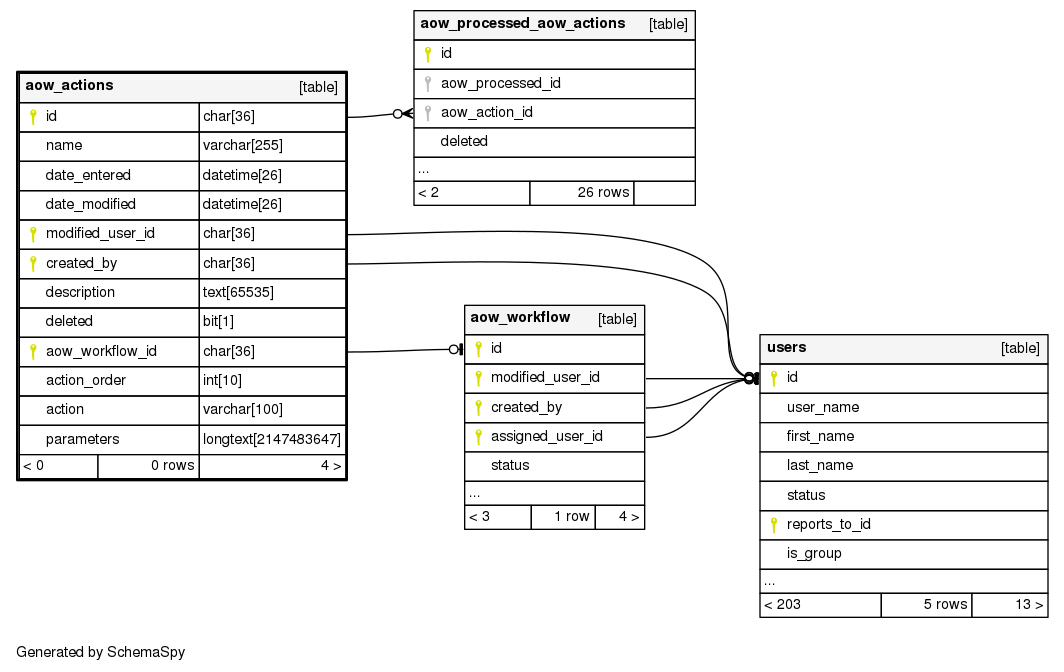 aow_processed_aow_actions [table]
id
aow_processed_id
aow_action_id
deleted
...
< 2 26 rows
aow_actions [table]
id char[36]
name varchar[255]
date_entered datetime[26]
date_modified datetime[26]
modified_user_id char[36]
created_by char[36]
description text[65535]
deleted bit[1]
aow_workflow_id char[36]
action_order int[10]
action varchar[100]
parameters longtext[2147483647]
< 0 0 rows 4 >
aow_workflow [table]
id
modified_user_id
created_by
assigned_user_id
status
...
< 3 1 row 4 >
users [table]
id
user_name
first_name
last_name
status
reports_to_id
is_group
...
< 203 5 rows 13 >
Generated by SchemaSpy